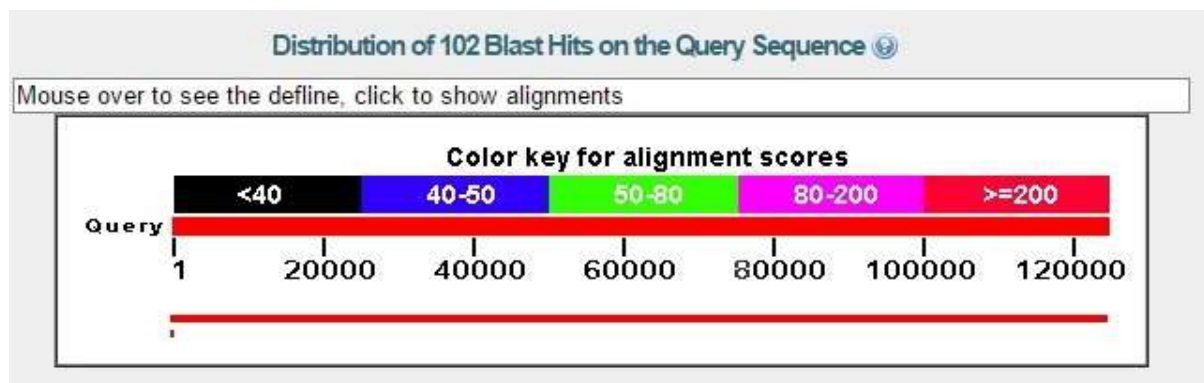 Distribution of 102 Blast Hits on the Query Sequence
Mouse over to see the defline, click to show alignments
Color key for alignment scores
<40 40-50 50-80 80-200 >=200
Query
1 20000 40000 60000 80000 100000 120000